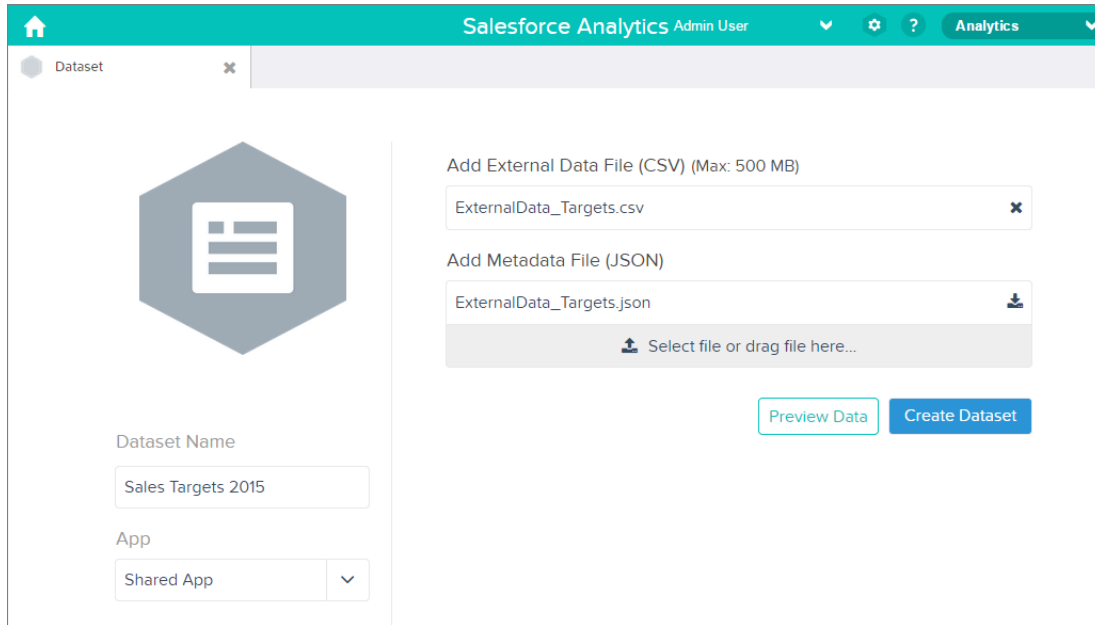 Salesforce Analytics Admin User ? Analytics
Dataset
Add External Data File (CSV) (Max: 500 MB)
ExternalData_Targets.csv
Add Metadata File (JSON)
ExternalData_Targets.json
Select file or drag file here...
Preview Data Create Dataset
Dataset Name
Sales Targets 2015
App
Shared App